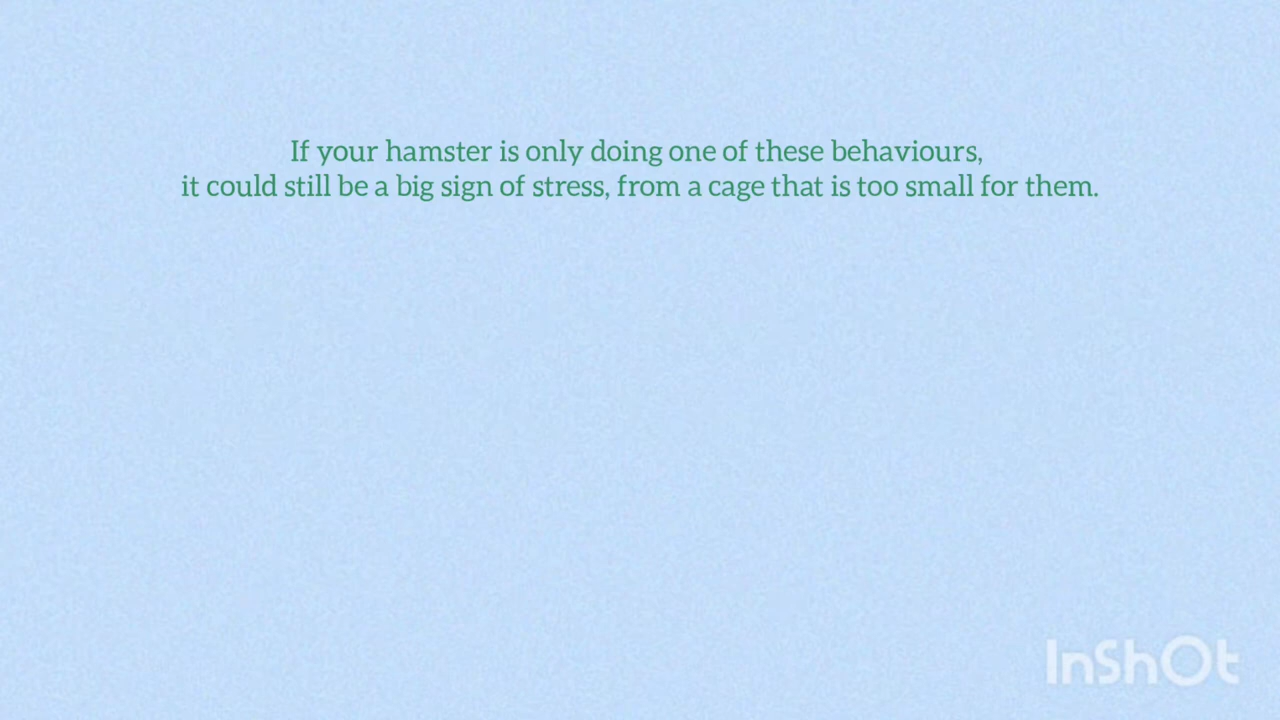 If your hamster is only doing one of these behaviours,
it could still be a big sign of stress, from a cage that is too small for them.
InShOt